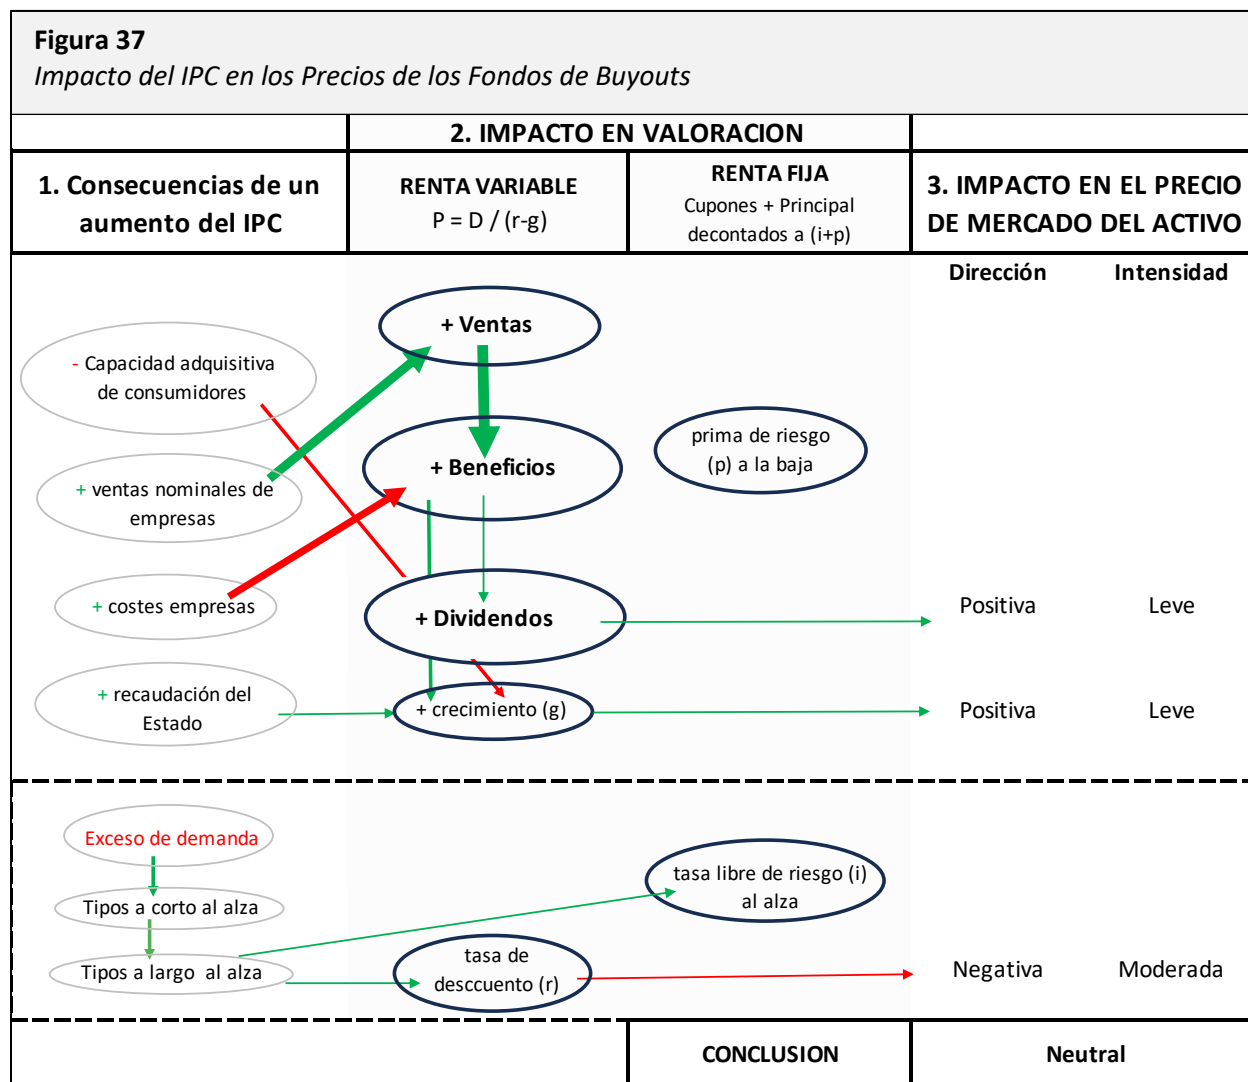 Figura 37
Impacto del IPC en los Precios de los Fondos de Buyouts
2. IMPACTO EN VALORACION
1. Consecuencias de un
aumento del IPC
RENTA VARIABLE
P = D / (r-g)
RENTA FIJA
Cupones + Principal
decontados a (i+p)
3. IMPACTO EN EL PRECIO
DE MERCADO DEL ACTIVO
Dirección Intensidad
+ Ventas
- Capacidad adquisitiva
de consumidores
+ Beneficios
prima de riesgo
(p) a la baja
+ ventas nominales de
empresas
+ costes empresas
+ Dividendos
Positiva Leve
+ recaudación del
Estado
+ crecimiento (g)
Positiva Leve
Exceso de demanda
Tipos a corto al alza
tasa libre de riesgo (i)
al alza
Tipos a largo al alza
tasa de
desccuento (r)
Negativa Moderada
CONCLUSION Neutral